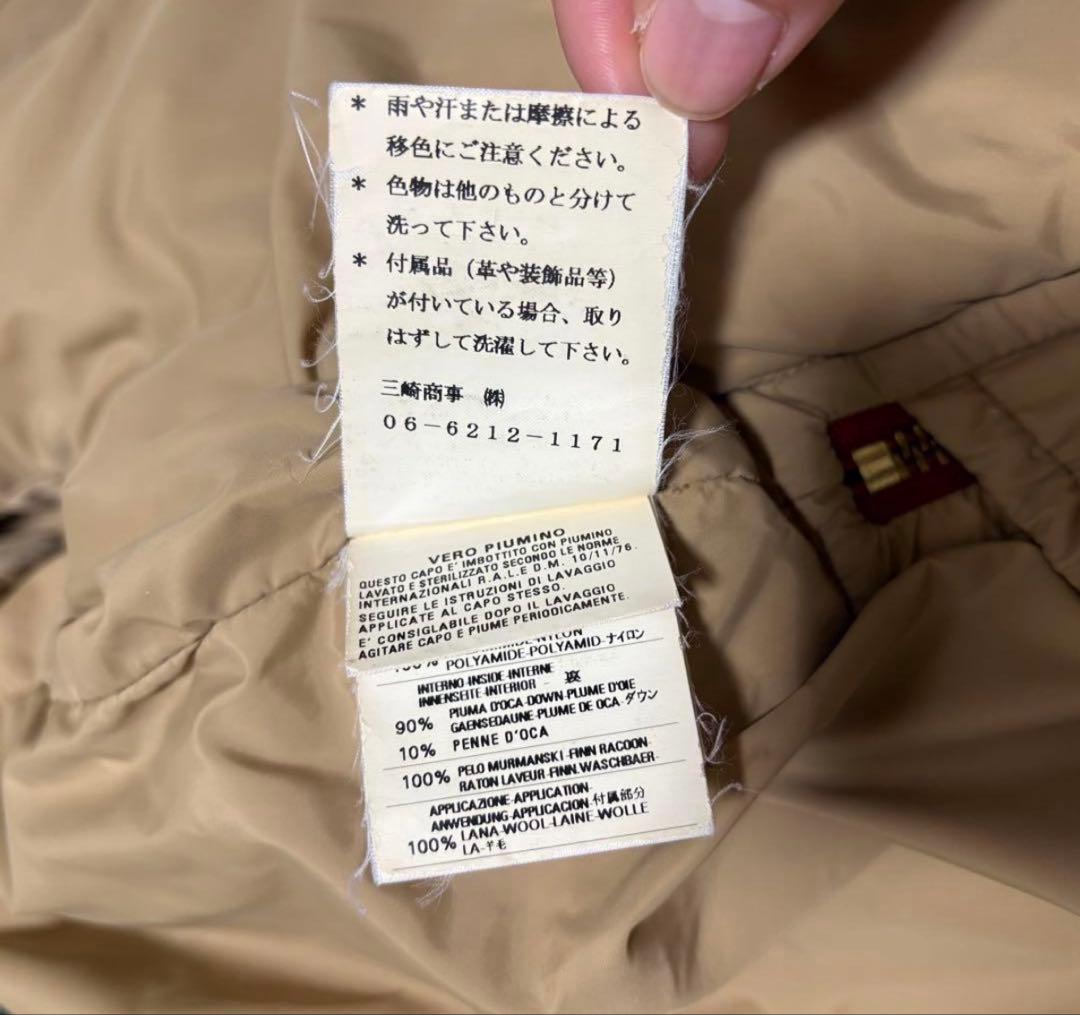 * 雨や汗または摩擦による
移色にご注意ください。
* 色物は他のものと分けて
洗って下さい。
* 付属品（革や装飾品等）
が付いている場合、取り
はずして洗濯して下さい。
三崎商事 ㈱
06-6212-1171
VERO PIUMINO
QUESTO CAPO E' IMBOTTITO CON PIUMINO
LAVATO E STERILIZZATO SECONDO LE NORME
INTERNAZIONALI R.A.L.E D.M. 10/11/76.
SEGUIRE LE ISTRUZIONI DI LAVAGGIO
APPLICATE AL CAPO STESSO.
E' CONSIGLABILE DOPO IL LAVAGGIO
AGITARE CAPO E PIUME PERIODICAMENTE.
POLYAMIDE-POLYAMID-ナイロン
INTERNO-INSIDE-INTERNE
INNENSEITE-INTERIOR -
90% PIUMA D'OCA-DOWN-PLUME D'OIE
GAENSEDAUNE-PLUME DE OCA-ダウン
10% PENNE D'OCA
100% PELO MURMANSKI-FINN RACOON-
RATON LAVEUR-FINN.WASCHBAER-
APPLICAZIONE-APPLICATION-
ANWENDUNG-APPLICACION-付属部分
100% LANA-WOOL-LAINE-WOLLE
LA-羊毛